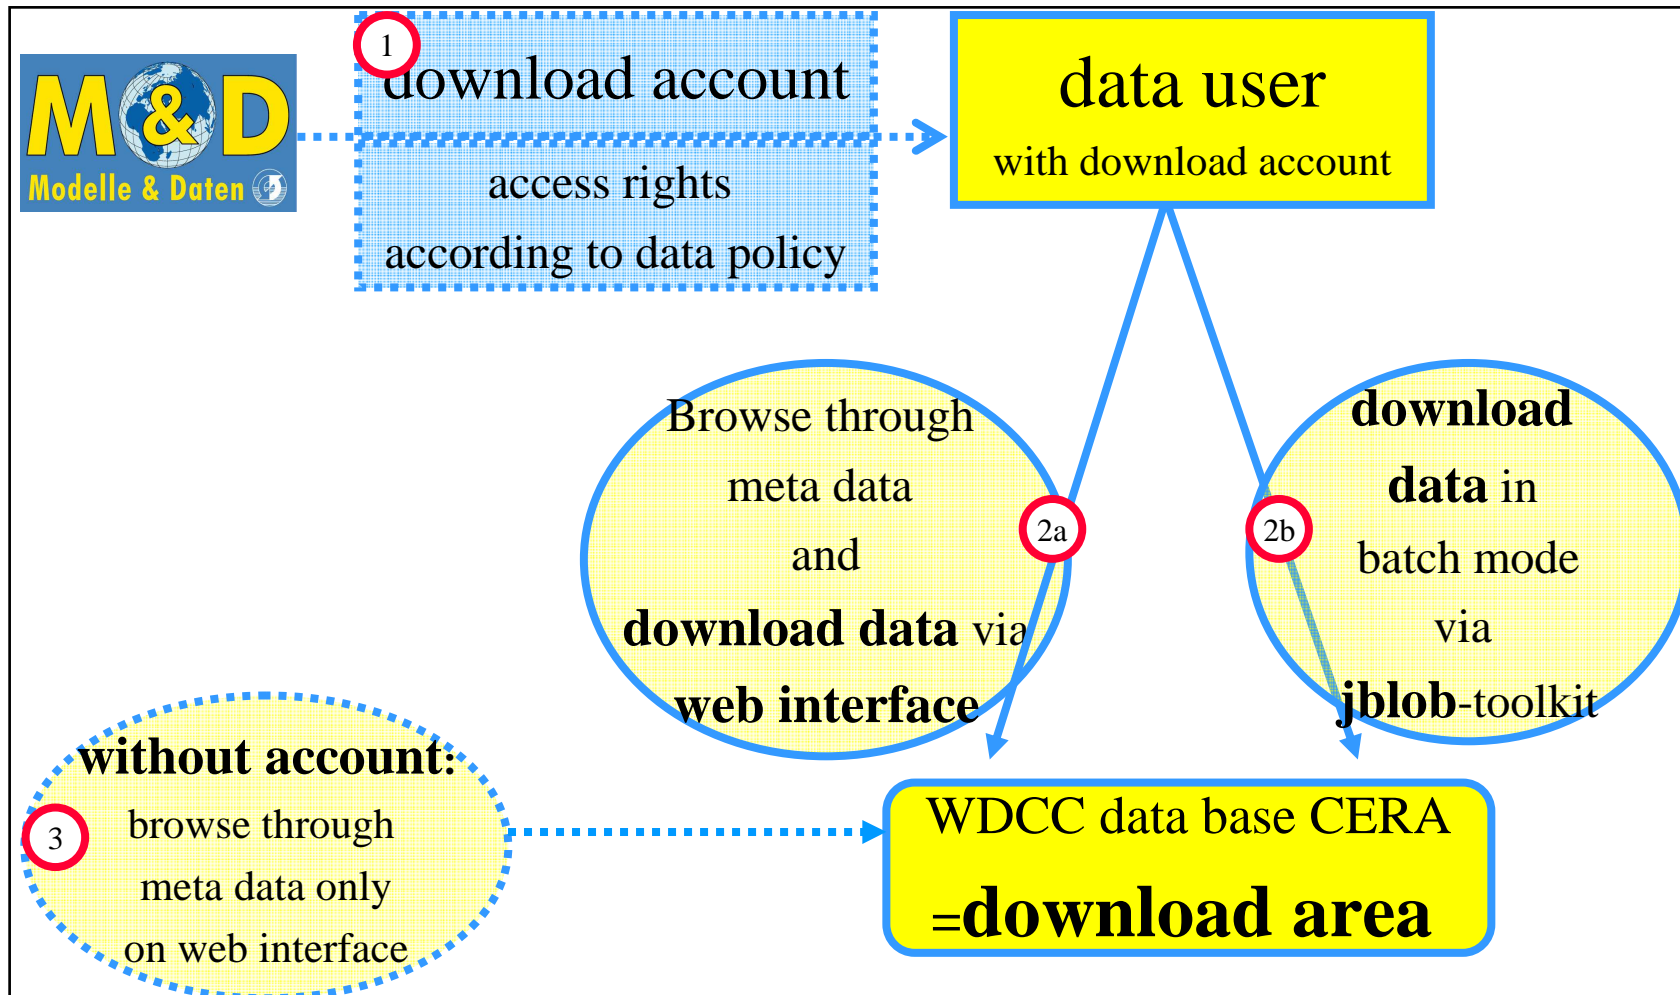 M & D
Modelle & Daten
1
download account
access rights
according to data policy
data user
with download account
Browse through
meta data
and
download data via
web interface
2a
2b
download
data in
batch mode
via
jblob-toolkit
without account:
3
browse through
meta data only
on web interface
WDCC data base CERA
=download area